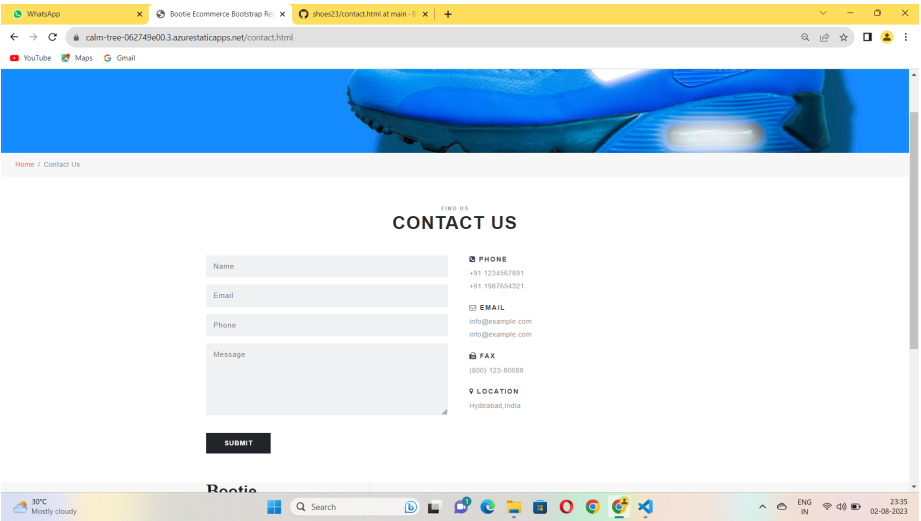 WhatsApp
Bootie Ecommerce Bootstrap Res
shoes23/contact.html at main - B
calm-tree-062749e00.3.azurestaticapps.net/contact.html
YouTube
Maps
Gmail
Home / Contact Us
FIND US
CONTACT US
Name
Email
Phone
Message
SUBMIT
PHONE
+91 1234567891
+91 1987654321
EMAIL
info@example.com
info@example.com
FAX
(800) 123-80088
LOCATION
Hydeabad,India
Bootie
30°C
Mostly cloudy
Search
1
ENG
IN
23:35
02-08-2023